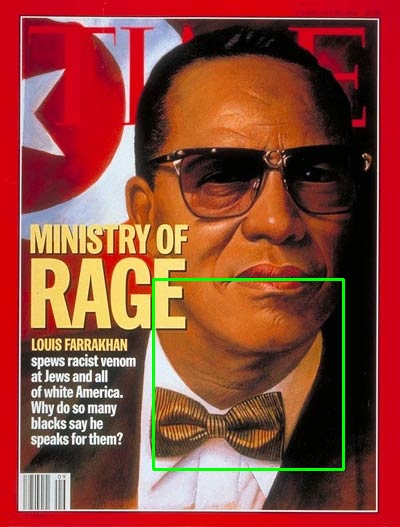 TIME
MINISTRY OF
RAGE
LOUIS FARRAKHAN
spews racist venom
at Jews and all
of white America.
Why do so many
blacks say he
speaks for them?
09